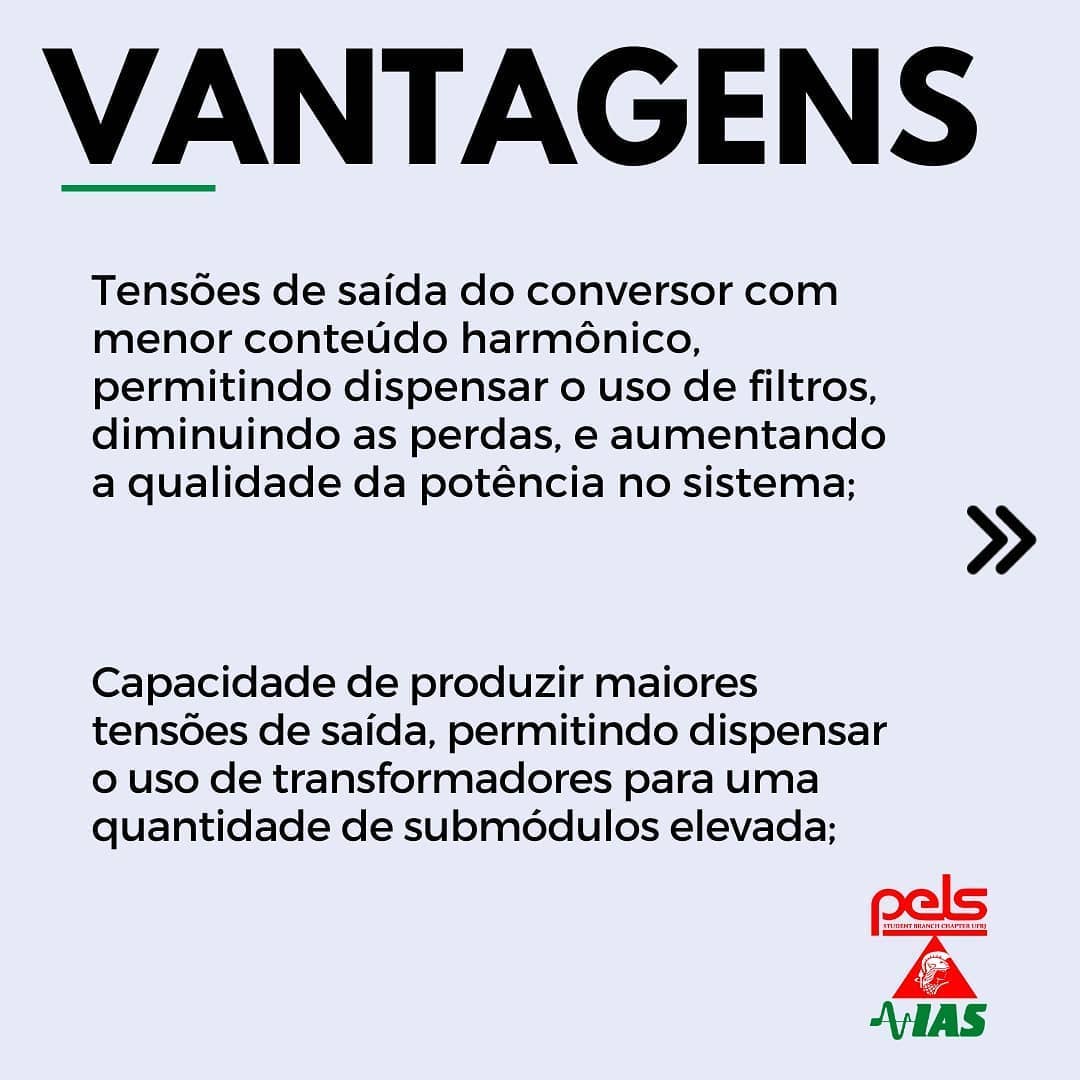 VANTAGENS
Tensões de saída do conversor com
menor conteúdo harmônico,
permitindo dispensar o uso de filtros,
diminuindo as perdas, e aumentando
a qualidade da potência no sistema;
Capacidade de produzir maiores
tensões de saída, permitindo dispensar
o uso de transformadores para uma
quantidade de submódulos elevada;
pels
STUDENT BRANCH CHAPTER UFRJ
IAS